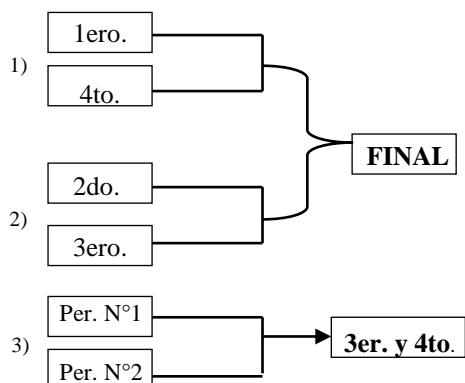 1ero.
1)
4to.
FINAL
2do.
2)
3ero.
Per. N°1
3)
3er. y 4to.
Per. N°2